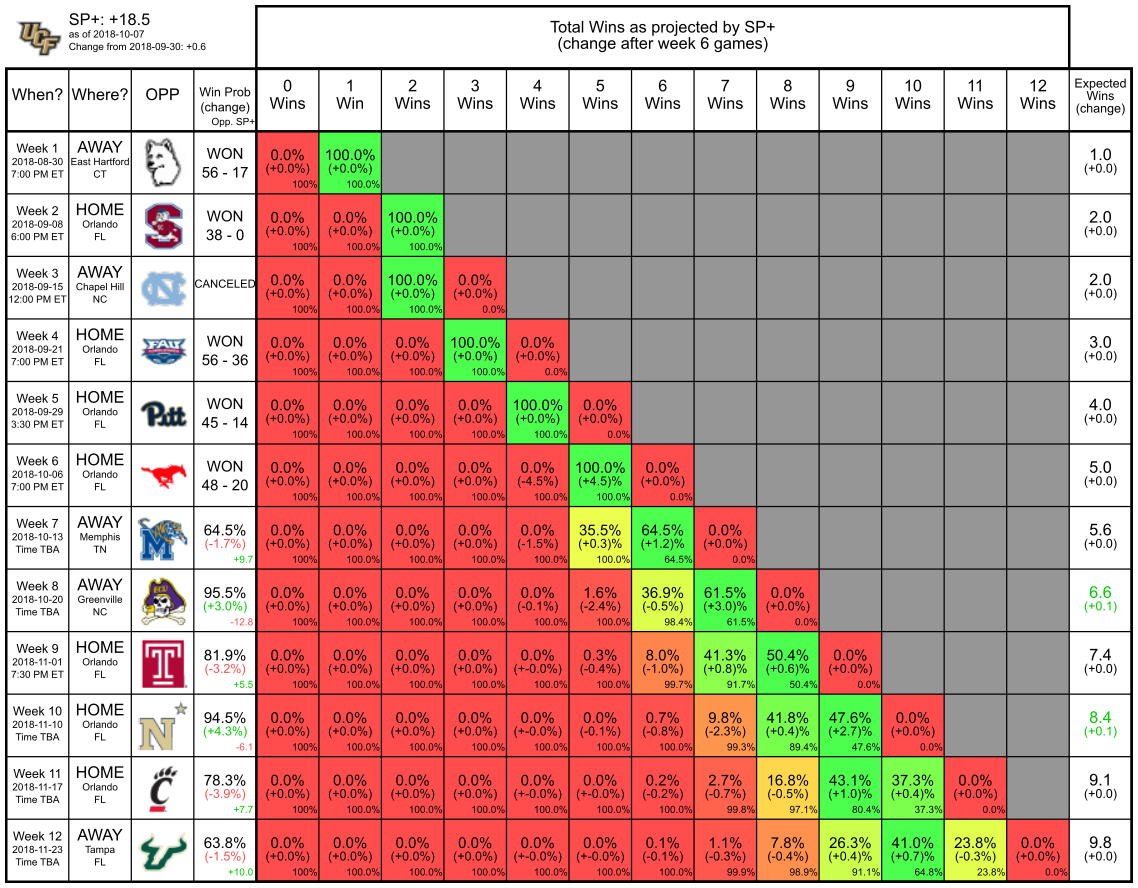 UCF
SP+: +18.5
as of 2018-10-07
Change from 2018-09-30: +0.6
Total Wins as projected by SP+
(change after week 6 games)
When? Where? OPP Win Prob (change) Opp. SP+ 0 Wins 1 Win 2 Wins 3 Wins 4 Wins 5 Wins 6 Wins 7 Wins 8 Wins 9 Wins 10 Wins 11 Wins 12 Wins Expected Wins (change)
Week 1 AWAY WON 0.0% 100.0% 1.0
2018-08-30 East Hartford 56 - 17 (+0.0%) (+0.0%) (+0.0)
7:00 PM ET CT 100% 100.0%
Week 2 HOME WON 0.0% 0.0% 100.0% 2.0
2018-09-08 Orlando 38 - 0 (+0.0%) (+0.0%) (+0.0%) (+0.0)
6:00 PM ET FL 100% 100.0% 100.0%
Week 3 AWAY NC CANCELED 0.0% 0.0% 100.0% 0.0% 2.0
2018-09-15 Chapel Hill (+0.0%) (+0.0%) (+0.0%) (+0.0%) (+0.0)
12:00 PM ET NC 100% 100.0% 100.0% 0.0%
Week 4 HOME FAU WON 0.0% 0.0% 0.0% 100.0% 0.0% 3.0
2018-09-21 Orlando 56 - 36 (+0.0%) (+0.0%) (+0.0%) (+0.0%) (+0.0%) (+0.0)
7:00 PM ET FL 100% 100.0% 100.0% 100.0% 0.0%
Week 5 HOME Pitt WON 0.0% 0.0% 0.0% 0.0% 100.0% 0.0% 4.0
2018-09-29 Orlando 45 - 14 (+0.0%) (+0.0%) (+0.0%) (+0.0%) (+0.0%) (+0.0%) (+0.0)
3:30 PM ET FL 100% 100.0% 100.0% 100.0% 100.0% 0.0%
Week 6 HOME WON 0.0% 0.0% 0.0% 0.0% 0.0% 100.0% 0.0% 5.0
2018-10-06 Orlando 48 - 20 (+0.0%) (+0.0%) (+0.0%) (+0.0%) (-4.5%) (+4.5)% (+0.0%) (+0.0)
7:00 PM ET FL 100% 100.0% 100.0% 100.0% 100.0% 100.0% 0.0%
Week 7 AWAY M 64.5% 0.0% 0.0% 0.0% 0.0% 0.0% 35.5% 64.5% 0.0% 5.6
2018-10-13 Memphis (-1.7%) (+0.0%) (+0.0%) (+0.0%) (+0.0%) (-1.5%) (+0.3)% (+1.2)% (+0.0%) (+0.0)
Time TBA TN +9.7 100% 100.0% 100.0% 100.0% 100.0% 100.0% 64.5% 0.0%
Week 8 AWAY ECU 95.5% 0.0% 0.0% 0.0% 0.0% 0.0% 1.6% 36.9% 61.5% 0.0% 6.6
2018-10-20 Greenville (+3.0%) (+0.0%) (+0.0%) (+0.0%) (+0.0%) (-0.1%) (-2.4%) (-0.5%) (+3.0)% (+0.0%) (+0.1)
Time TBA NC -12.8 100% 100.0% 100.0% 100.0% 100.0% 100.0% 98.4% 61.5% 0.0%
Week 9 HOME T 81.9% 0.0% 0.0% 0.0% 0.0% 0.0% 0.3% 8.0% 41.3% 50.4% 0.0% 7.4
2018-11-01 Orlando (-3.2%) (+0.0%) (+0.0%) (+0.0%) (+0.0%) (+-0.0%) (-0.4%) (-1.0%) (+0.8)% (+0.6)% (+0.0%) (+0.0)
7:30 PM ET FL +5.5 100% 100.0% 100.0% 100.0% 100.0% 100.0% 99.7% 91.7% 50.4% 0.0%
Week 10 HOME N 94.5% 0.0% 0.0% 0.0% 0.0% 0.0% 0.0% 0.7% 9.8% 41.8% 47.6% 0.0% 8.4
2018-11-10 Orlando (+4.3%) (+0.0%) (+0.0%) (+0.0%) (+0.0%) (+-0.0%) (-0.1%) (-0.8%) (-2.3%) (+0.4)% (+2.7)% (+0.0%) (+0.1)
Time TBA FL -6.1 100% 100.0% 100.0% 100.0% 100.0% 100.0% 100.0% 99.3% 89.4% 47.6% 0.0%
Week 11 HOME C 78.3% 0.0% 0.0% 0.0% 0.0% 0.0% 0.0% 0.2% 2.7% 16.8% 43.1% 37.3% 0.0% 9.1
2018-11-17 Orlando (-3.9%) (+0.0%) (+0.0%) (+0.0%) (+0.0%) (+-0.0%) (+-0.0%) (-0.2%) (-0.7%) (-0.5%) (+1.0)% (+0.4)% (+0.0%) (+0.0)
Time TBA FL +7.7 100% 100.0% 100.0% 100.0% 100.0% 100.0% 100.0% 99.8% 97.1% 80.4% 37.3% 0.0%
Week 12 AWAY 63.8% 0.0% 0.0% 0.0% 0.0% 0.0% 0.0% 0.1% 1.1% 7.8% 26.3% 41.0% 23.8% 0.0% 9.8
2018-11-23 Tampa (-1.5%) (+0.0%) (+0.0%) (+0.0%) (+0.0%) (+-0.0%) (+-0.0%) (-0.1%) (-0.3%) (-0.4%) (+0.4)% (+0.7)% (-0.3%) (+0.0%) (+0.0)
Time TBA FL +10.0 100% 100.0% 100.0% 100.0% 100.0% 100.0% 100.0% 99.9% 98.9% 91.1% 64.8% 23.8% 0.0%